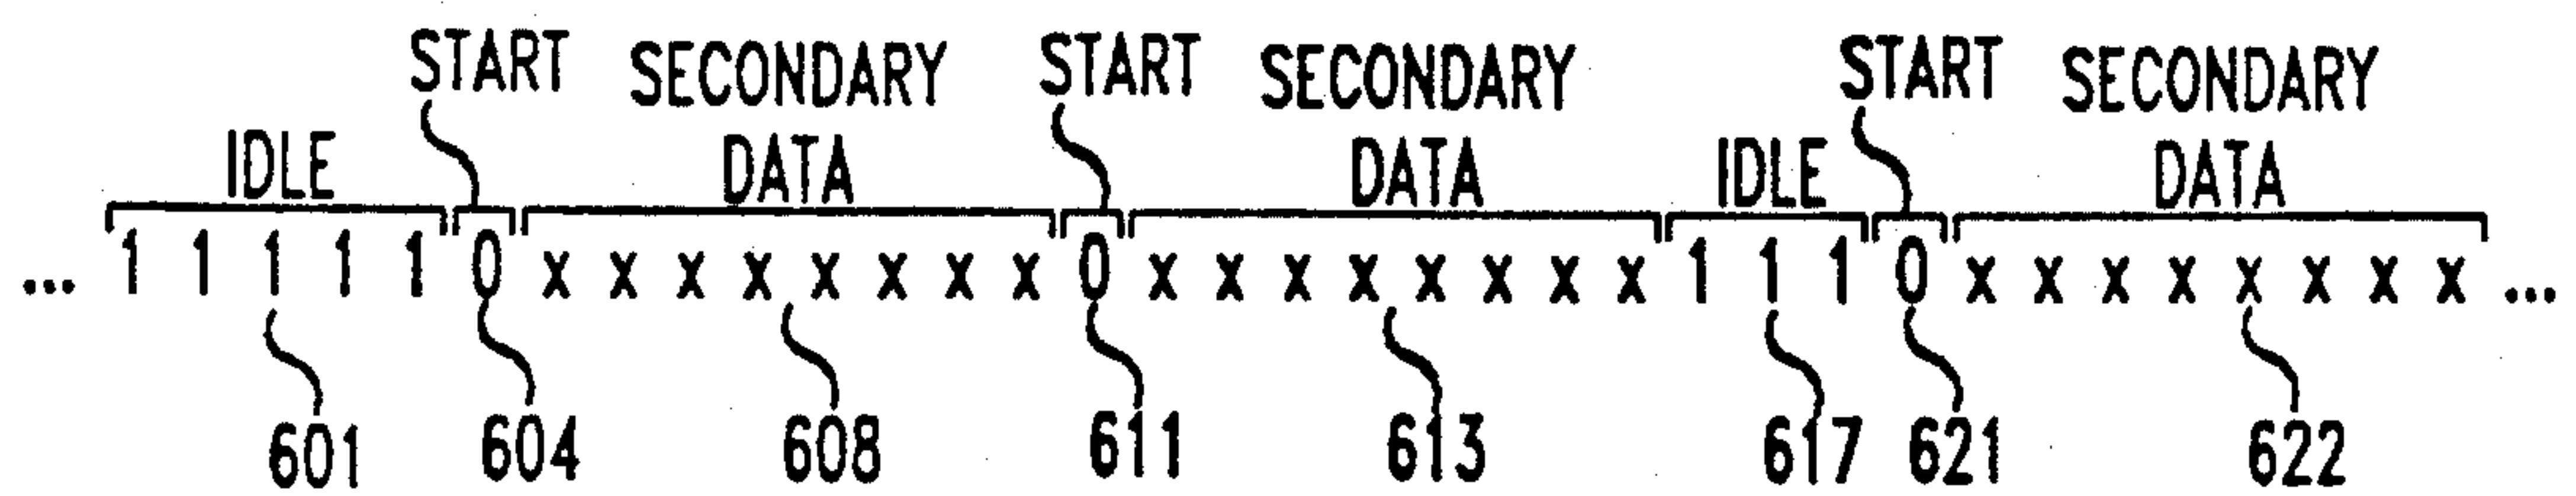 START SECONDARY START SECONDARY START SECONDARY
IDLE DATA DATA IDLE DATA
... 1 1 1 1 1 0 x x x x x x x x 0 x x x x x x x x 1 1 1 0 x x x x x x x x ...
601 604 608 611 613 617 621 622